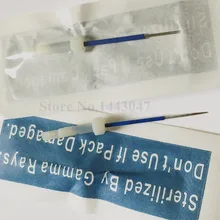 Store No: 1443047
Sterilized By Gamma Rays.
Don't Use If Pack Damaged.